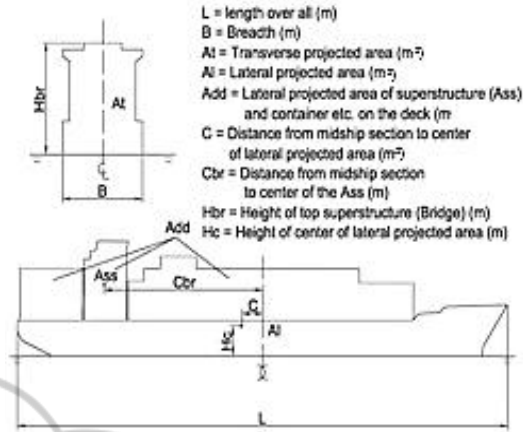 L = length over all (m)
B = Breadth (m)
At = Transverse projected area (m²)
Al = Lateral projected area (m²)
Add = Lateral projected area of superstructure (Ass)
and container etc. on the deck (m
C = Distance from midship section to center
of lateral projected area (m²)
Cbr = Distance from midship section
to center of the Ass (m)
Hbr = Height of top superstructure (Bridge) (m)
Hc = Height of center of lateral projected area (m)
Hbr
At
B
Add
Ass
Cbr
C
Hc
Al
L